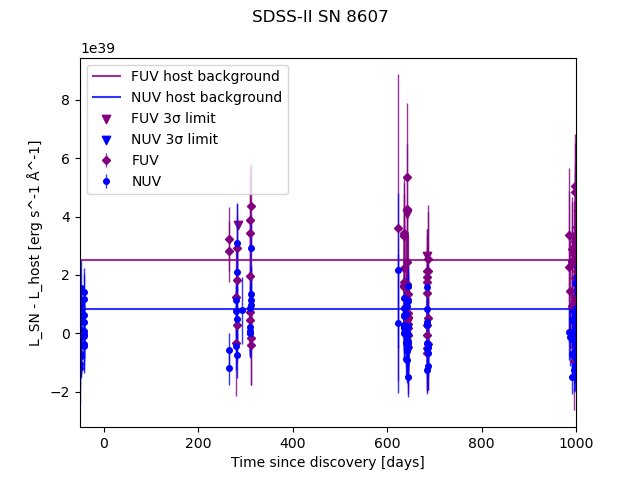 SDSS-II SN 8607
1e39
FUV host background
NUV host background
FUV 3σ limit
NUV 3σ limit
FUV
NUV
8
6
4
2
0
−2
L_SN - L_host [erg s^-1 Å^-1]
0 200 400 600 800 1000
Time since discovery [days]